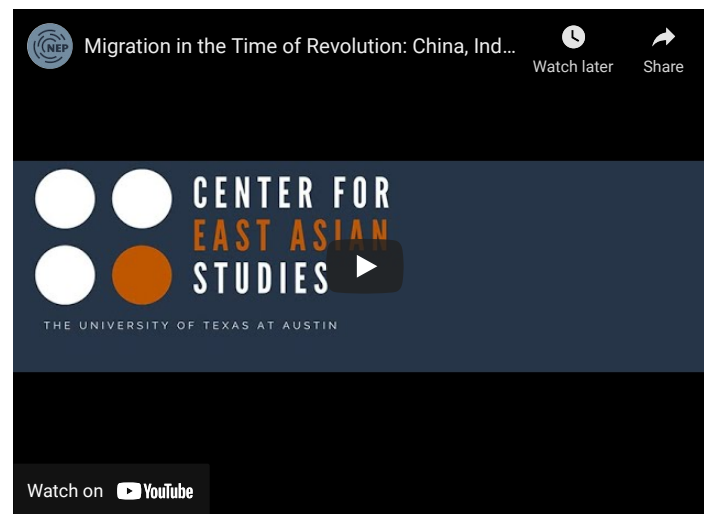 NEP
Migration in the Time of Revolution: China, Ind...
Watch later
Share
CENTER FOR
EAST ASIAN
STUDIES
THE UNIVERSITY OF TEXAS AT AUSTIN
Watch on YouTube